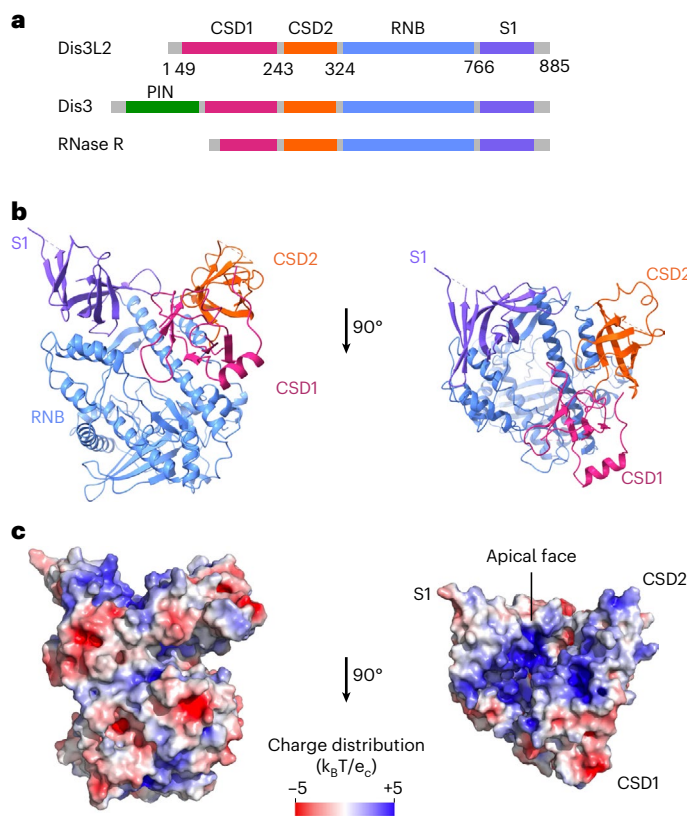 a
CSD1 CSD2 RNB S1
Dis3L2
1 49 243 324 766 885
PIN
Dis3
RNase R
b
S1
CSD2
CSD1
RNB
90°
S1
CSD2
CSD1
c
90°
Apical face
S1
CSD2
CSD1
Charge distribution
(kBT/ec)
–5 +5